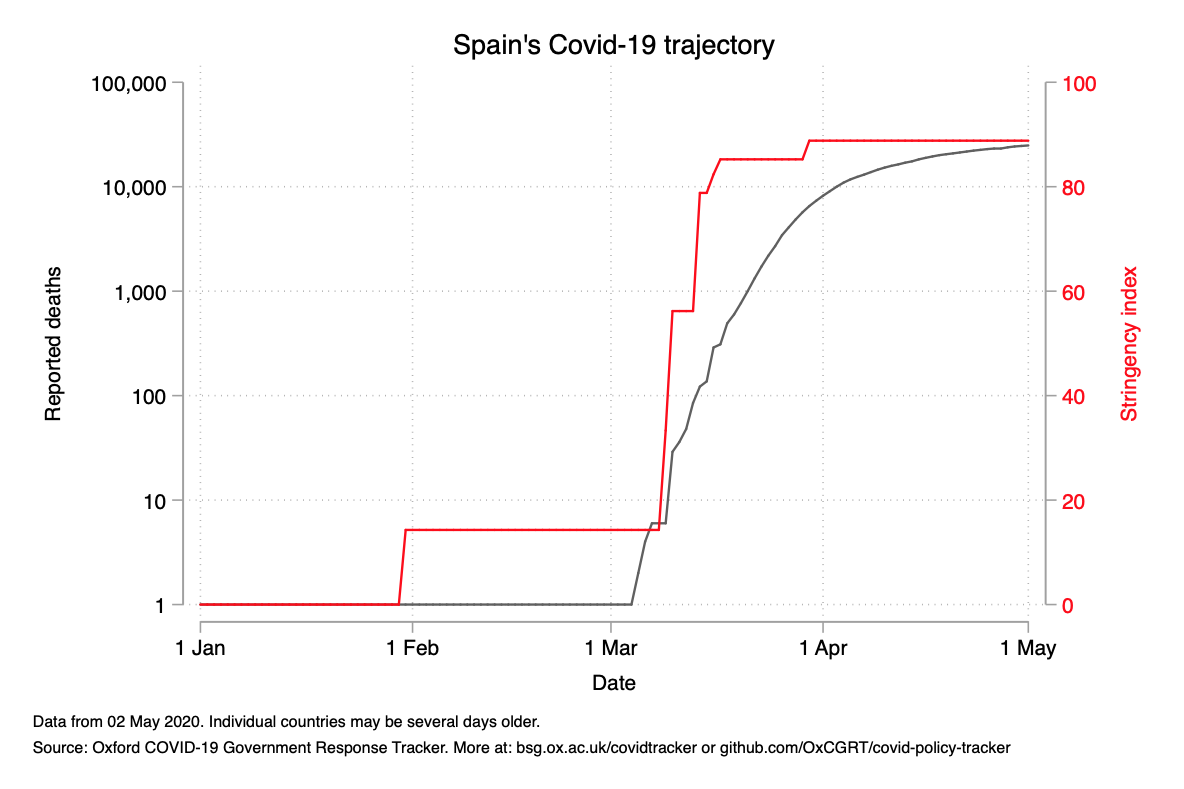 Spain's Covid-19 trajectory
100,000
10,000
1,000
100
10
1
Reported deaths
100
80
60
40
20
0
Stringency index
1 Jan
1 Feb
1 Mar
1 Apr
1 May
Date
Data from 02 May 2020. Individual countries may be several days older.
Source: Oxford COVID-19 Government Response Tracker. More at: bsg.ox.ac.uk/covidtracker or github.com/OxCGRT/covid-policy-tracker